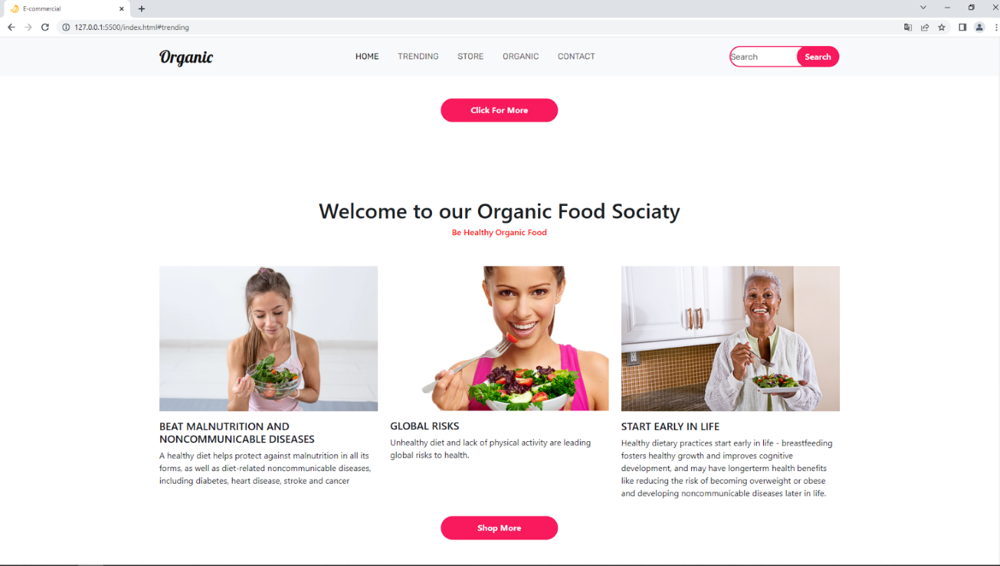 E-commercial
127.0.0.1:5500/index.html#trending
Organic
HOME TRENDING STORE ORGANIC CONTACT
Search Search
Click For More
Welcome to our Organic Food Sociaty
Be Healthy Organic Food
BEAT MALNUTRITION AND
NONCOMMUNICABLE DISEASES
A healthy diet helps protect against malnutrition in all its
forms, as well as diet-related noncommunicable diseases,
including diabetes, heart disease, stroke and cancer
GLOBAL RISKS
Unhealthy diet and lack of physical activity are leading
global risks to health.
START EARLY IN LIFE
Healthy dietary practices start early in life - breastfeeding
fosters healthy growth and improves cognitive
development, and may have longerterm health benefits
like reducing the risk of becoming overweight or obese
and developing noncommunicable diseases later in life.
Shop More